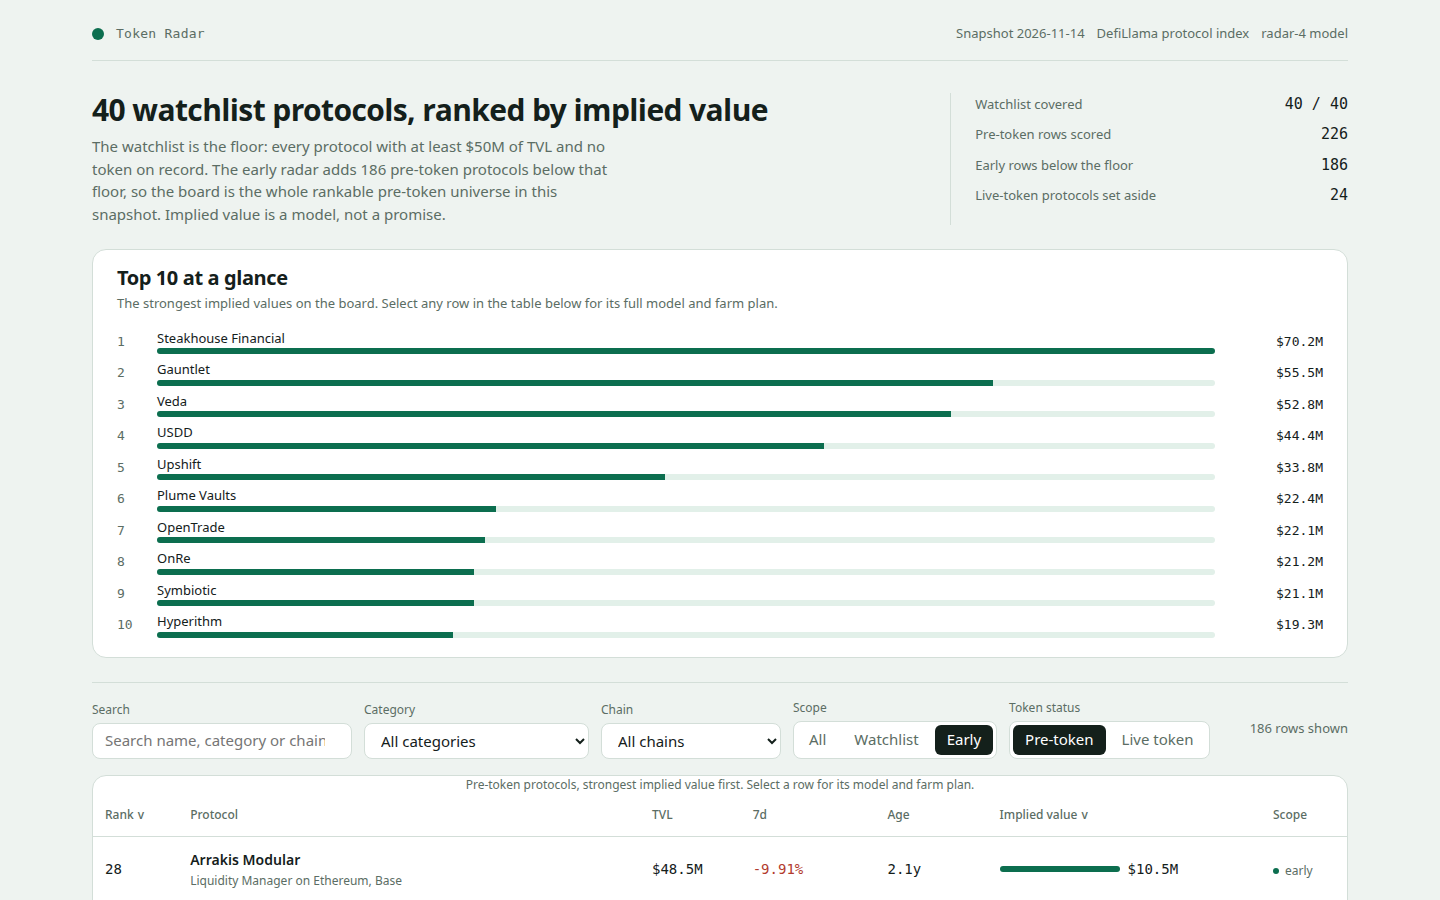 Token Radar
Snapshot 2026-11-14 DefiLlama protocol index radar-4 model
40 watchlist protocols, ranked by implied value
The watchlist is the floor: every protocol with at least $50M of TVL and no
token on record. The early radar adds 186 pre-token protocols below that
floor, so the board is the whole rankable pre-token universe in this
snapshot. Implied value is a model, not a promise.
Watchlist covered 40 / 40
Pre-token rows scored 226
Early rows below the floor 186
Live-token protocols set aside 24
Top 10 at a glance
The strongest implied values on the board. Select any row in the table below for its full model and farm plan.
1 Steakhouse Financial $70.2M
2 Gauntlet $55.5M
3 Veda $52.8M
4 USDD $44.4M
5 Upshift $33.8M
6 Plume Vaults $22.4M
7 OpenTrade $22.1M
8 OnRe $21.2M
9 Symbiotic $21.1M
10 Hyperithm $19.3M
Search Category Chain Scope Token status
Search name, category or chain All categories All chains All Watchlist Early Pre-token Live token 186 rows shown
Pre-token protocols, strongest implied value first. Select a row for its model and farm plan.
Rank v Protocol TVL 7d Age Implied value v Scope
28 Arrakis Modular $48.5M -9.91% 2.1y $10.5M early
Liquidity Manager on Ethereum, Base